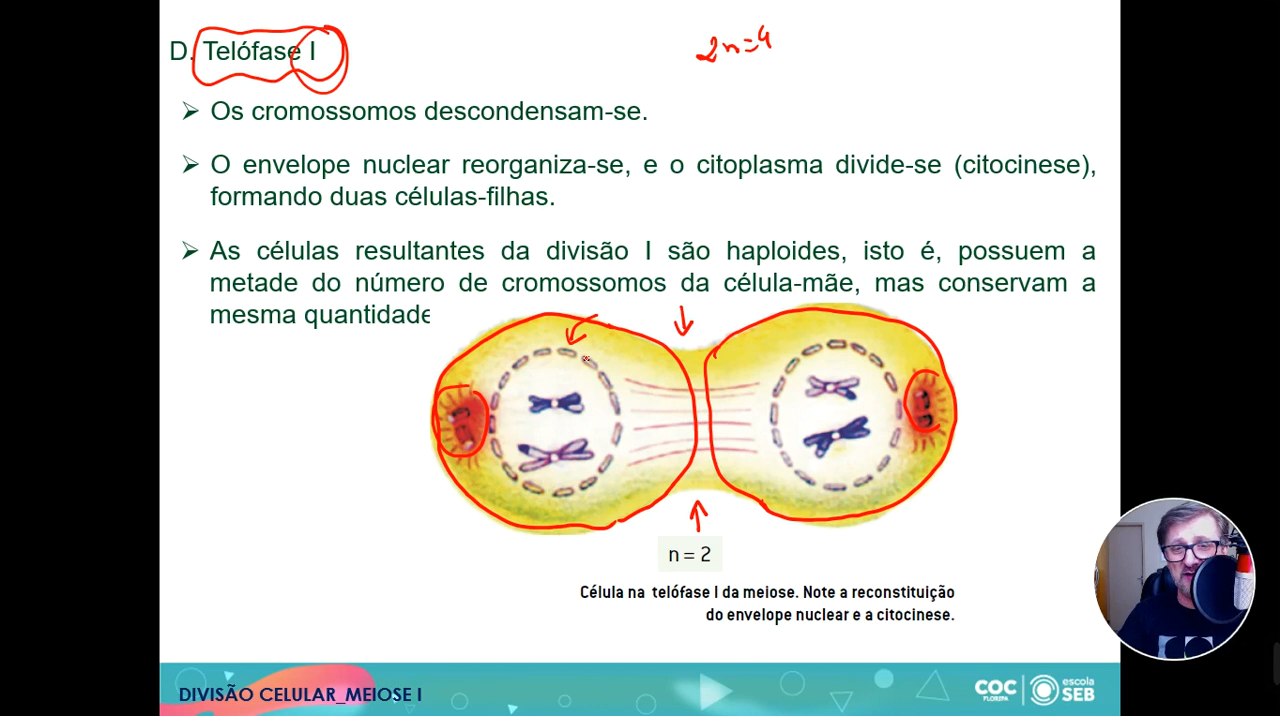 D. Telófase I
2n=4
➢ Os cromossomos descondensam-se.
➢ O envelope nuclear reorganiza-se, e o citoplasma divide-se (citocinese),
formando duas células-filhas.
➢ As células resultantes da divisão I são haploides, isto é, possuem a
metade do número de cromossomos da célula-mãe, mas conservam a
mesma quantidade
n = 2
Célula na telófase I da meiose. Note a reconstituição
do envelope nuclear e a citocinese.
DIVISÃO CELULAR_MEIOSE I
COC
FLORIPA
escola
SEB